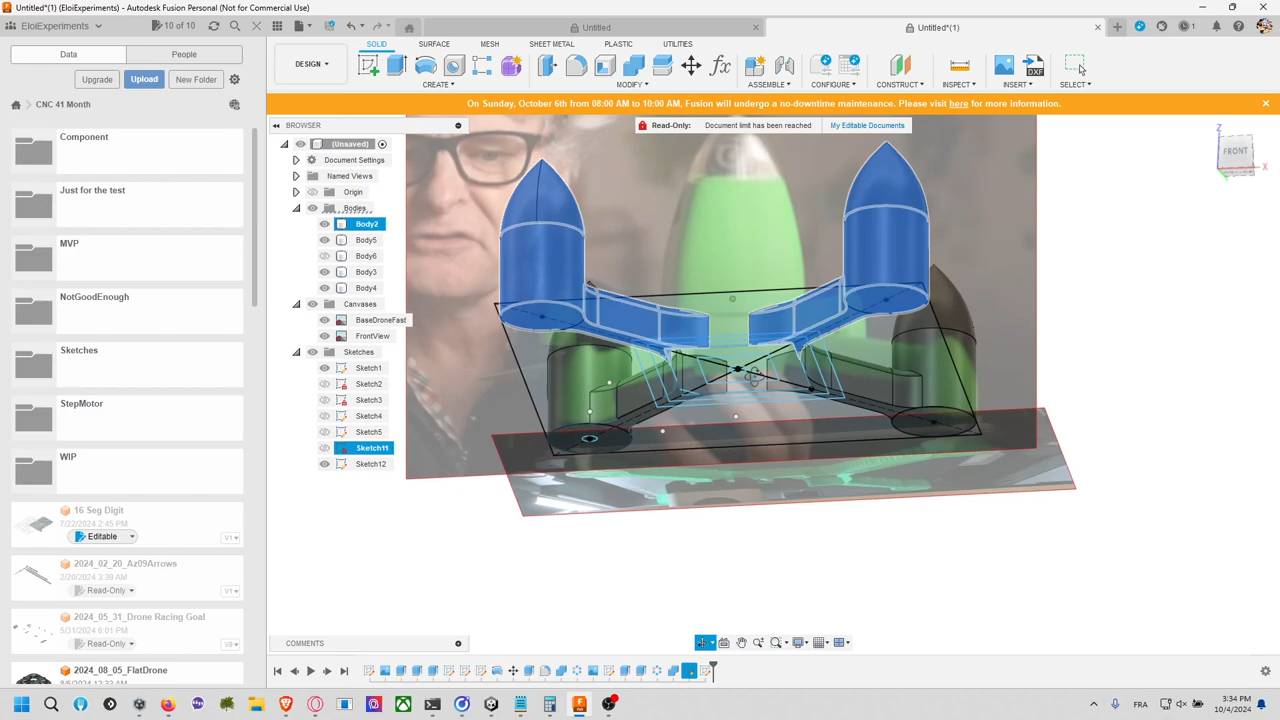 Untitled*(1) (Unsaved) - Autodesk Fusion Personal (Not for Commercial Use)
EloiExperiments
10 of 10
Untitled
Untitled*(1)
1
Data
People
Upgrade
Upload
New Folder
CNC 41 Month
Component
Just for the test
MVP
NotGoodEnough
Sketches
StepMotor
WIP
16 Seg Digit
7/22/2024 2:45 PM
Editable
V1
2024_02_20_Az09Arrows
2/20/2024 3:39 AM
Read-Only
V1
2024_05_31_Drone Racing Goal
5/31/2024 6:01 PM
Read-Only
2024_08_05_FlatDrone
DESIGN
SOLID
SURFACE
MESH
SHEET METAL
PLASTIC
UTILITIES
CREATE
MODIFY
ASSEMBLE
CONFIGURE
CONSTRUCT
INSPECT
INSERT
SELECT
DXF
On Sunday, October 6th from 08:00 AM to 10:00 AM, Fusion will undergo a no-downtime maintenance. Please visit here for more information.
BROWSER
Read-Only:
Document limit has been reached
My Editable Documents
(Unsaved)
Document Settings
Named Views
Origin
Bodies
Body2
Body5
Body6
Body3
Body4
Canvases
BaseDroneFast
FrontView
Sketches
Sketch1
Sketch2
Sketch3
Sketch4
Sketch5
Sketch11
Sketch12
Z
FRONT
X
COMMENTS
FRA
3:34 PM
10/4/2024